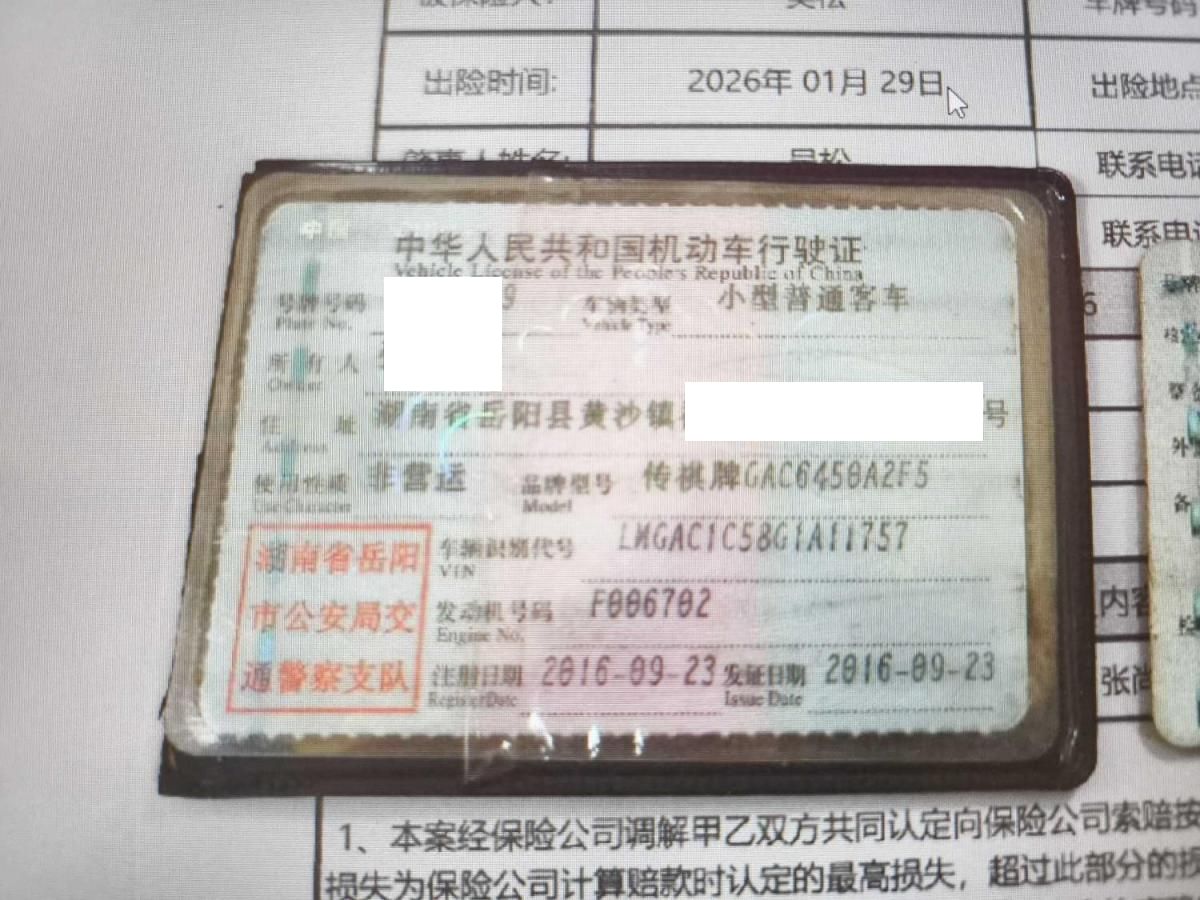 出险时间:
2026年 01月 29日
出险地点
联系电话
联系电话
6
中华人民共和国机动车行驶证
Vehicle License of the People's Republic of China
号牌号码
Plate No.
9
车辆类型
Vehicle Type
小型普通客车
所有人
Owner
住址
Address
湖南省岳阳县黄沙镇
号
使用性质
Use Character
非营运
品牌型号
Model
传祺牌GAC6450A2F5
湖南省岳阳
市公安局交
通警察支队
车辆识别代号
VIN
LMGAC1C58G1A11757
发动机号码
Engine No.
F006702
注册日期
Register Date
2016-09-23
发证日期
Issue Date
2016-09-23
内容
1、本案经保险公司调解甲乙双方共同认定向保险公司索赔按
损失为保险公司计算赔款时认定的最高损失，超过此部分的损